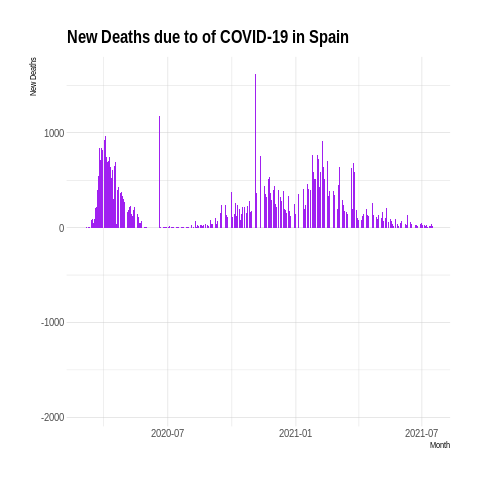 New Deaths due to of COVID-19 in Spain
New Deaths
1000
0
-1000
-2000
2020-07
2021-01
2021-07
Month